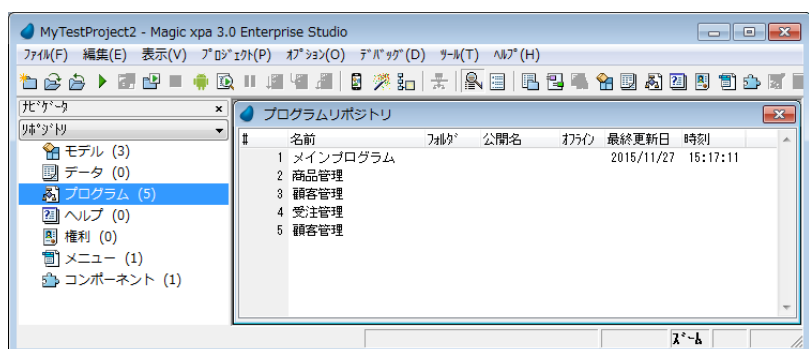 MyTestProject2 - Magic xpa 3.0 Enterprise Studio
ﾌｧｲﾙ(F) 編集(E) 表示(V) ﾌﾟﾛｼﾞｪｸﾄ(P) ｵﾌﾟｼｮﾝ(O) ﾃﾞﾊﾞｯｸﾞ(D) ﾂｰﾙ(T) ﾍﾙﾌﾟ(H)
ﾅﾋﾞｹﾞｰﾀ
ﾘﾎﾟｼﾞﾄﾘ
モデル (3)
データ (0)
プログラム (5)
ヘルプ (0)
権利 (0)
メニュー (1)
コンポーネント (1)
プログラムリポジトリ
# 名前 ﾌｫﾙﾀﾞ 公開名 ｵﾌﾗｲﾝ 最終更新日 時刻
1 メインプログラム 2015/11/27 15:17:11
2 商品管理
3 顧客管理
4 受注管理
5 顧客管理
ｽﾞｰﾑ